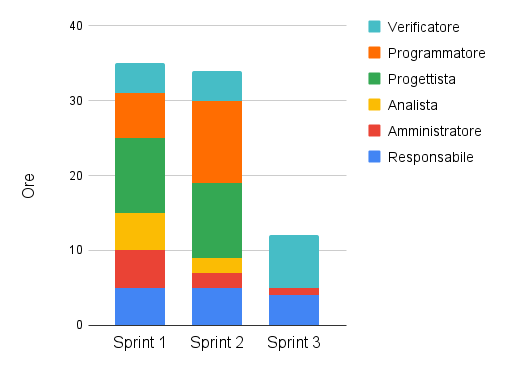 40
30
20
10
0
Ore
Sprint 1
Sprint 2
Sprint 3
Verificatore
Programmatore
Progettista
Analista
Amministratore
Responsabile